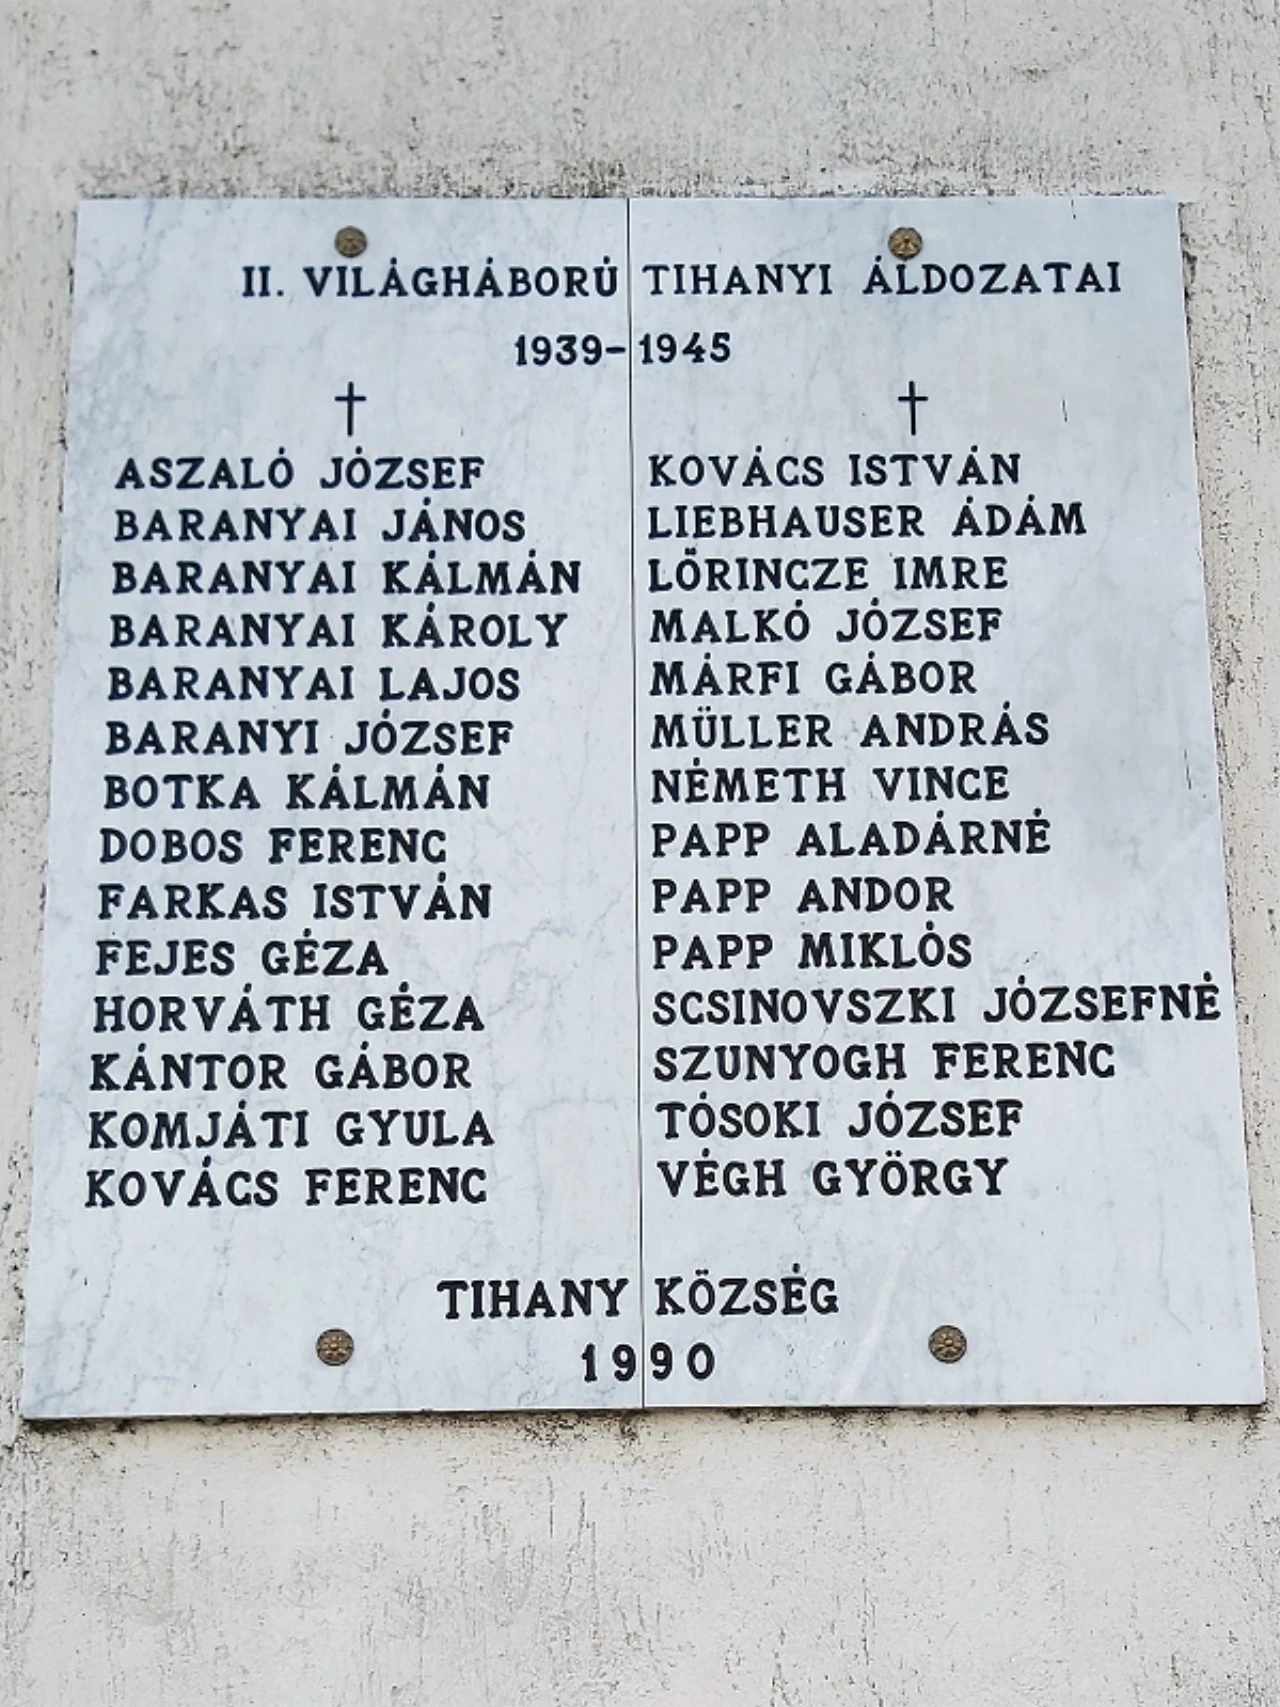 II. VILÁGHÁBORÚ TIHANYI ÁLDOZATAI
1939-1945
ASZALÓ JÓZSEF
BARANYAI JÁNOS
BARANYAI KÁLMÁN
BARANYAI KÁROLY
BARANYAI LAJOS
BARANYI JÓZSEF
BOTKA KÁLMÁN
DOBOS FERENC
FARKAS ISTVÁN
FEJES GÉZA
HORVÁTH GÉZA
KÁNTOR GÁBOR
KOMJÁTI GYULA
KOVÁCS FERENC
KOVÁCS ISTVÁN
LIEBHAUSER ÁDÁM
LŐRINCZE IMRE
MALKÓ JÓZSEF
MÁRFI GÁBOR
MÜLLER ANDRÁS
NÉMETH VINCE
PAPP ALADÁRNÉ
PAPP ANDOR
PAPP MIKLÓS
SCSINOVSZKI JÓZSEFNÉ
SZUNYOGH FERENC
TÓSOKI JÓZSEF
VÉGH GYÖRGY
TIHANY KÖZSÉG
1990